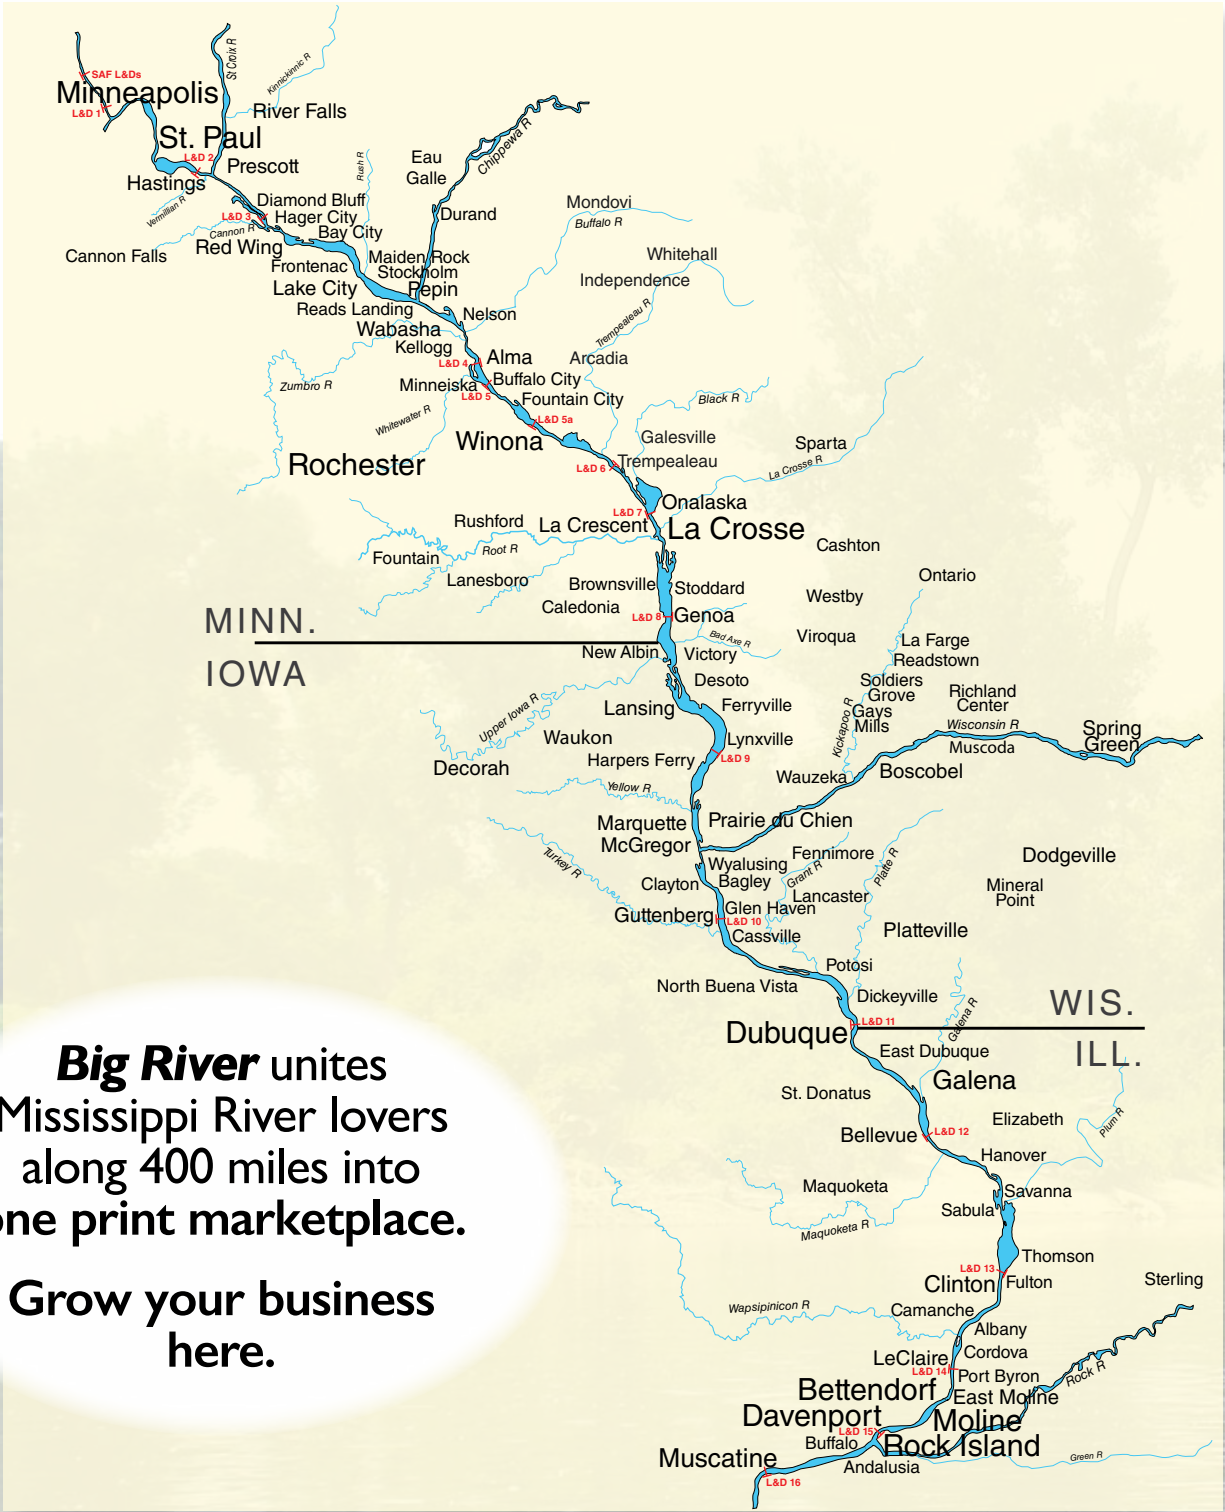 St Croix R
Kinnickinnic R
SAF L&Ds
Minneapolis
L&D 1
River Falls
St. Paul
L&D 2
Prescott
Hastings
Vermillian R
Rush R
Eau
Galle
Chippewa R
Diamond Bluff
L&D 3
Hager City
Cannon R
Bay City
Durand
Mondovi
Buffalo R
Cannon Falls
Red Wing
Frontenac
Maiden Rock
Stockholm
Whitehall
Independence
Lake City
Pepin
Reads Landing
Nelson
Trempealeau R
Wabasha
Kellogg
L&D 4
Alma
Arcadia
Zumbro R
Minneiska
Buffalo City
L&D 5
Fountain City
Black R
Whitewater R
L&D 5a
Winona
Galesville
Sparta
Rochester
L&D 6
Trempealeau
La Crosse R
Onalaska
L&D 7
Rushford
La Crescent
La Crosse
Fountain
Root R
Cashton
Lanesboro
Brownsville
Stoddard
Ontario
Caledonia
Westby
L&D 8
Genoa
MINN.
Bad Axe R
Viroqua
La Farge
IOWA
New Albin
Victory
Readstown
Desoto
Soldiers
Grove
Richland
Center
Upper Iowa R
Lansing
Ferryville
Kickapoo R
Gays
Mills
Wisconsin R
Spring
Green
Waukon
Lynxville
Muscoda
Decorah
Harpers Ferry
L&D 9
Wauzeka
Boscobel
Yellow R
Marquette
Prairie du Chien
McGregor
Turkey R
Wyalusing
Fennimore
Platte R
Dodgeville
Clayton
Bagley
Grant R
Mineral
Point
Lancaster
Guttenberg
Glen Haven
L&D 10
Cassville
Platteville
Potosi
North Buena Vista
Dickeyville
WIS.
Dubuque
L&D 11
Galena R
East Dubuque
ILL.
Galena
St. Donatus
Elizabeth
Plum R
Bellevue
L&D 12
Hanover
Maquoketa
Savanna
Sabula
Maquoketa R
Thomson
L&D 13
Clinton
Fulton
Sterling
Wapsipinicon R
Camanche
Albany
Cordova
LeClaire
L&D 14
Port Byron
Rock R
Bettendorf
East Moline
Davenport
Moline
L&D 15
Buffalo
Rock Island
Muscatine
Andalusia
Green R
L&D 16
Big River unites
Mississippi River lovers
along 400 miles into
one print marketplace.
Grow your business
here.